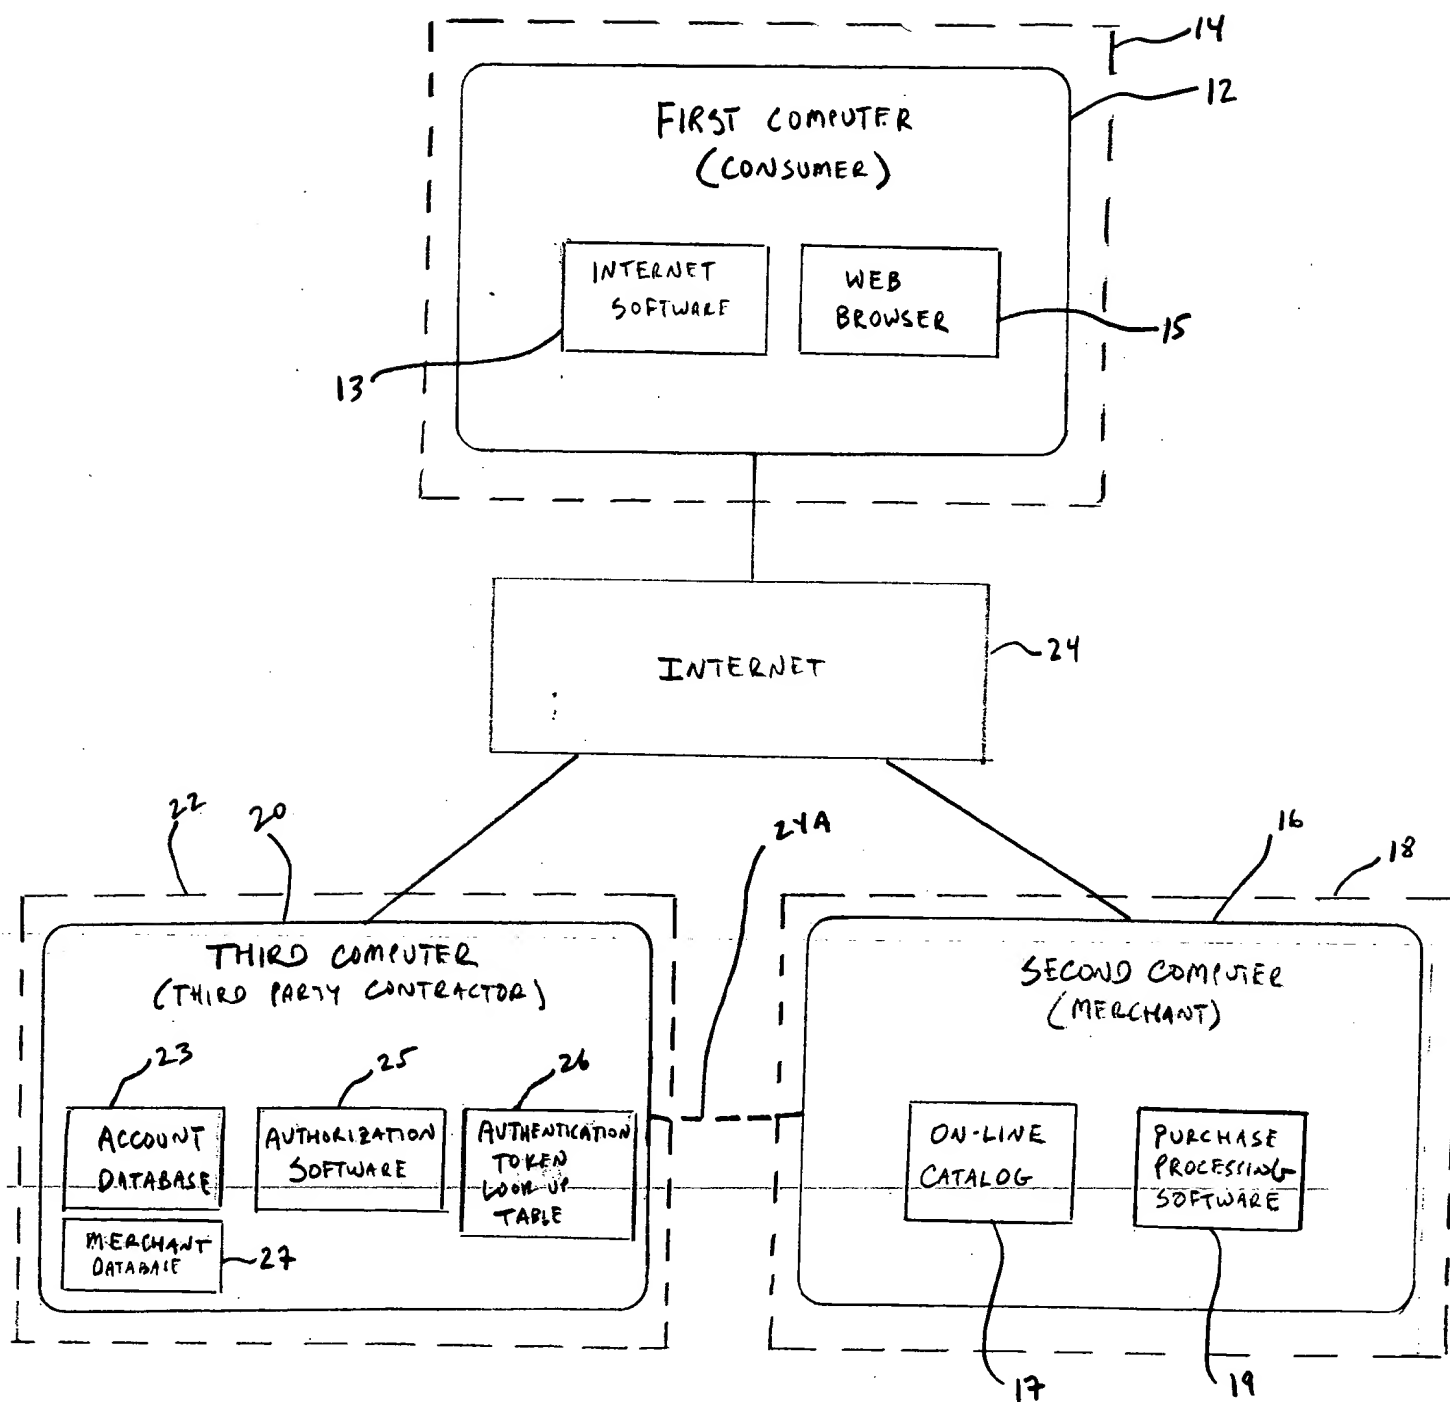 14
12
FIRST COMPUTER
(CONSUMER)
INTERNET
SOFTWARE
WEB
BROWSER
15
13
INTERNET
24
22
20
24A
16
18
THIRD COMPUTER
(THIRD PARTY CONTRACTOR)
SECOND COMPUTER
(MERCHANT)
23
25
26
ACCOUNT
DATABASE
AUTHORIZATION
SOFTWARE
AUTHENTICATION
TOKEN
LOOK UP
TABLE
ON-LINE
CATALOG
PURCHASE
PROCESSING
SOFTWARE
MERCHANT
DATABASE
27
17
19